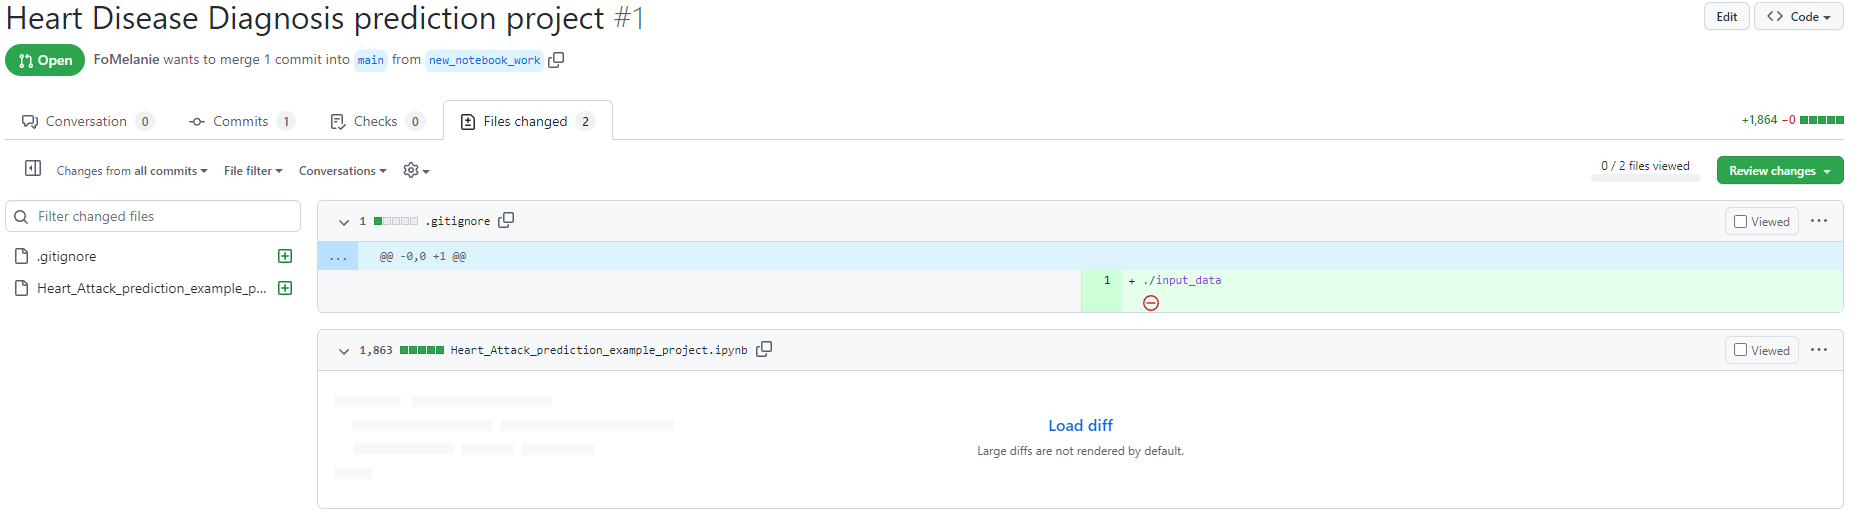 Heart Disease Diagnosis prediction project #1
Edit
<> Code
Open
FoMelanie wants to merge 1 commit into main from new_notebook_work
Conversation 0
Commits 1
Checks 0
Files changed 2
+1,864 −0
Changes from all commits
File filter
Conversations
0 / 2 files viewed
Review changes
Filter changed files
.gitignore
Heart_Attack_prediction_example_p...
1 .gitignore
Viewed
...
@@ -0,0 +1 @@
1 + ./input_data
1,863 Heart_Attack_prediction_example_project.ipynb
Viewed
Load diff
Large diffs are not rendered by default.